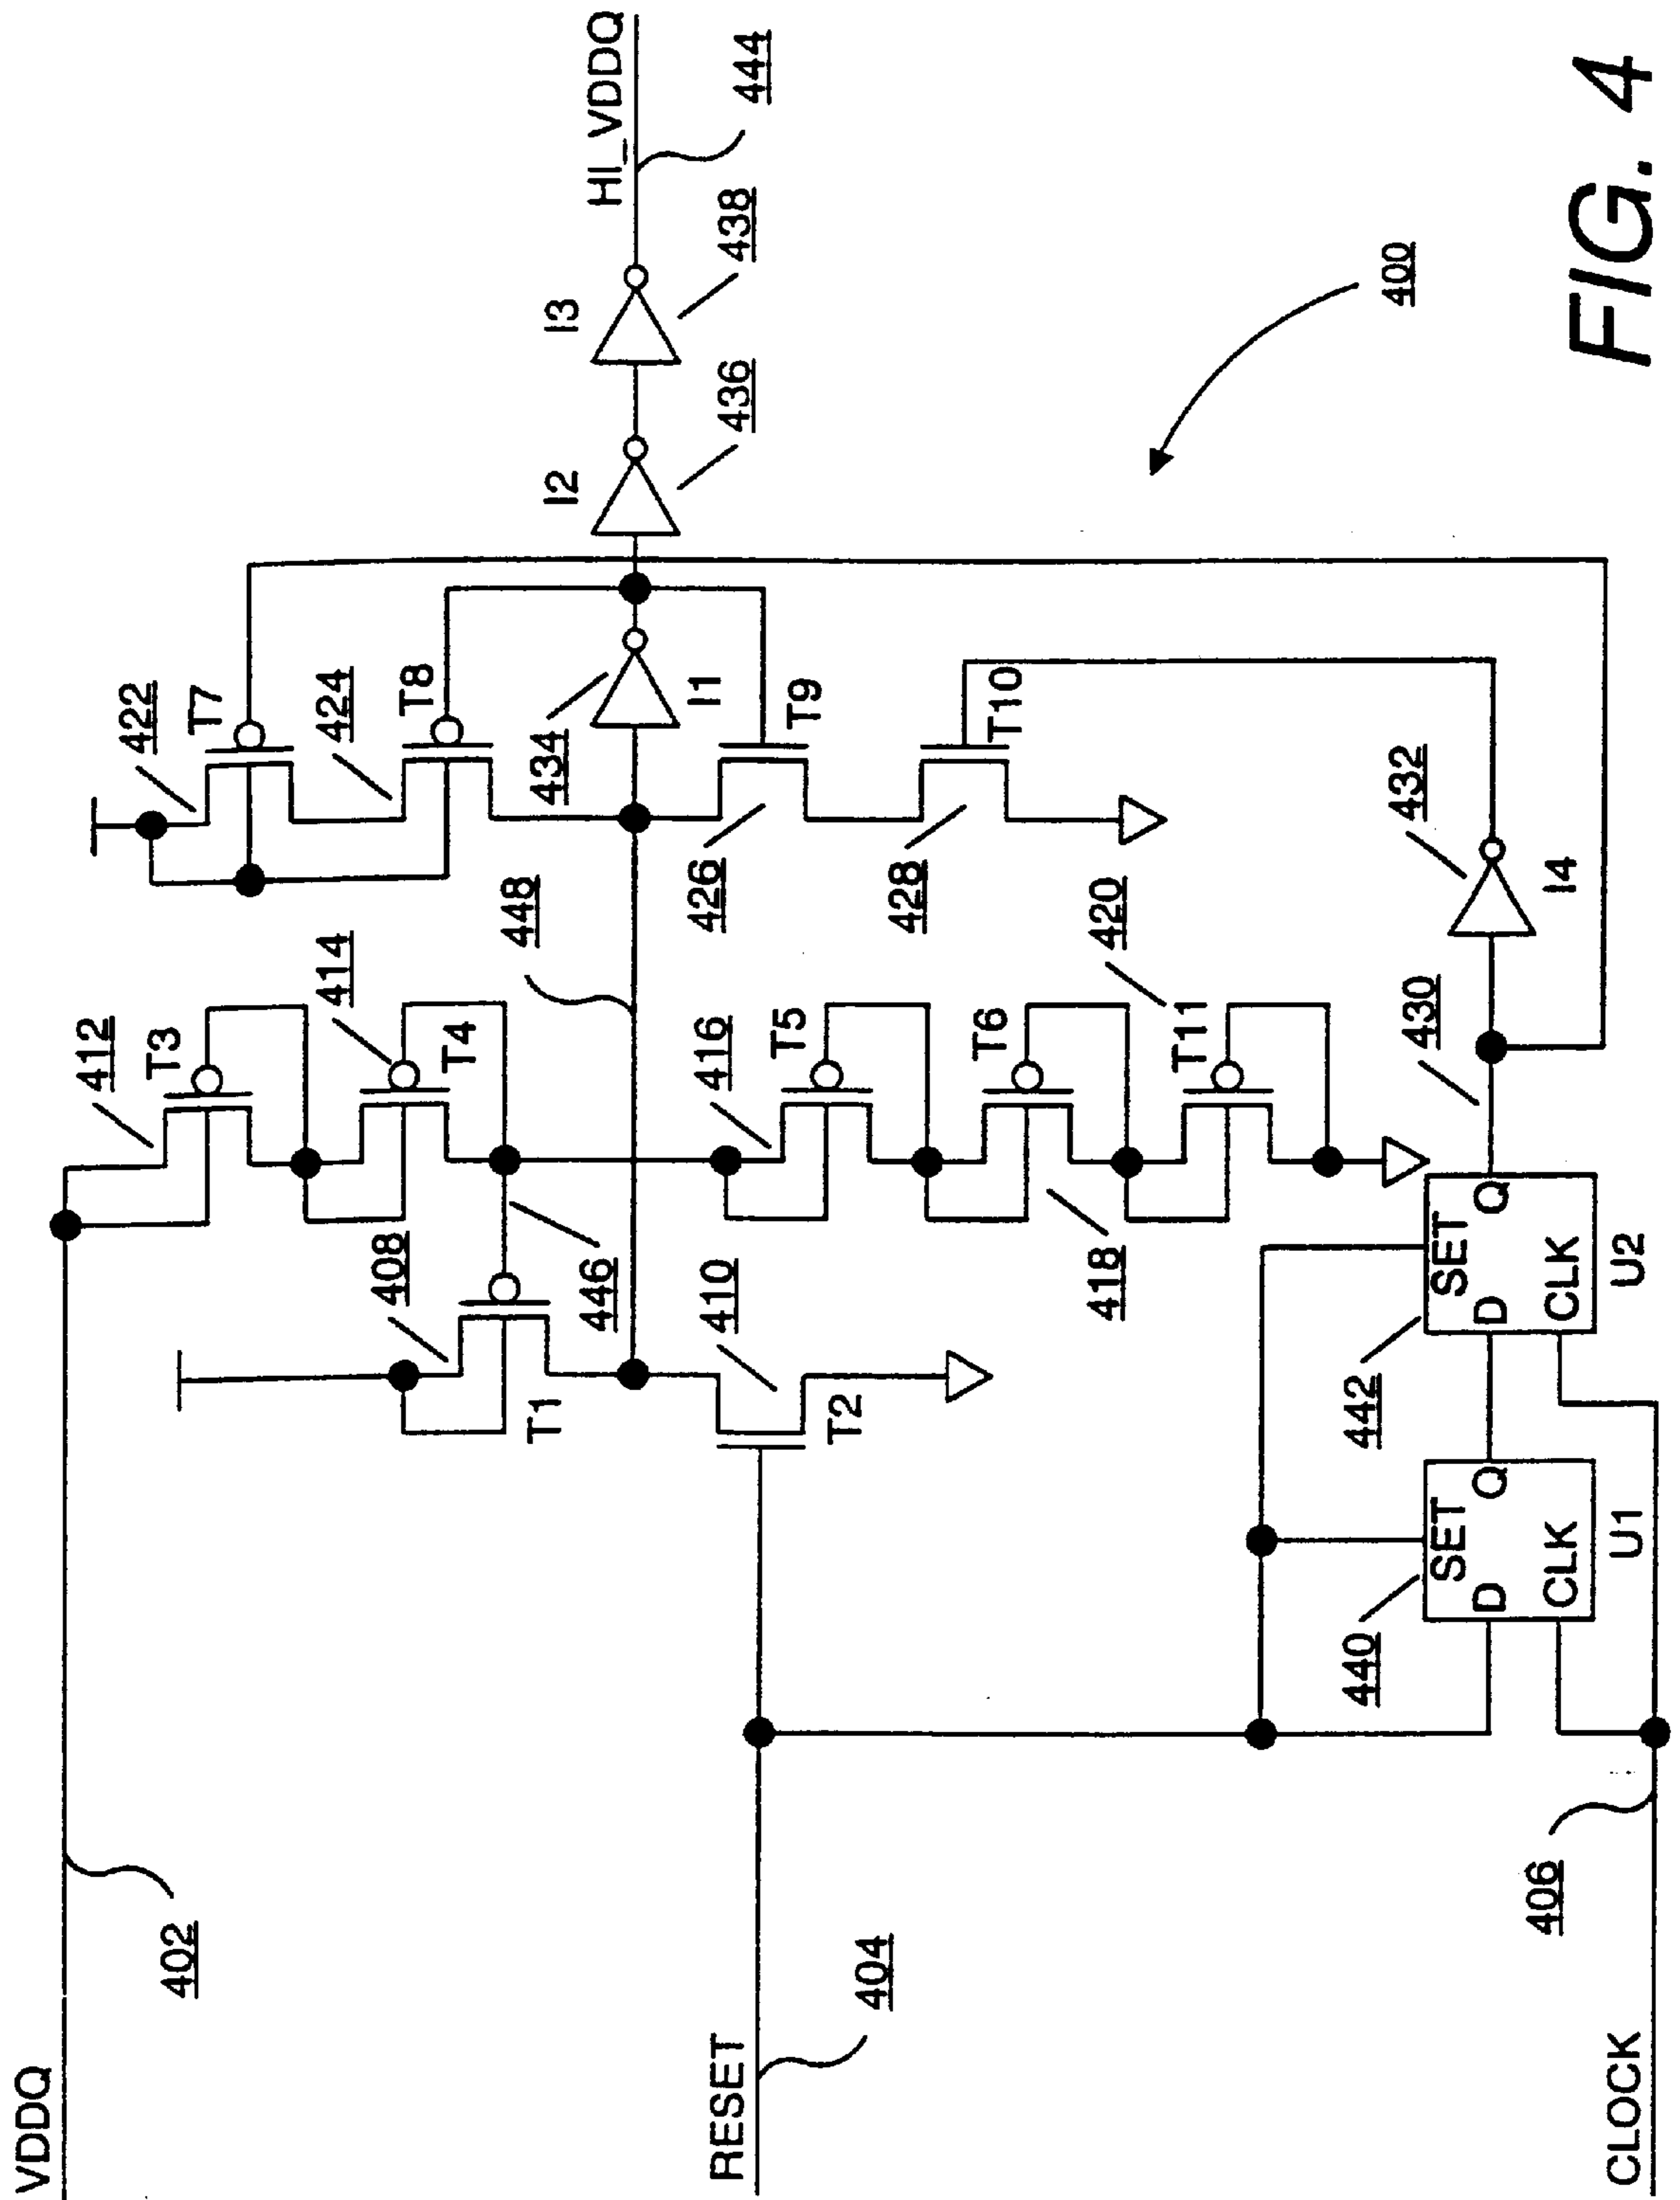 VDDQ
402
RESET
404
CLOCK
406
408
T1
410
T2
446
412
T3
414
T4
448
416
T5
418
T6
420
T11
422
T7
424
T8
434
I1
426
T9
428
T10
I2
436
I3
438
HI_VDDQ
444
440
SET
D
Q
CLK
U1
442
SET
D
Q
CLK
U2
430
432
I4
400
FIG. 4